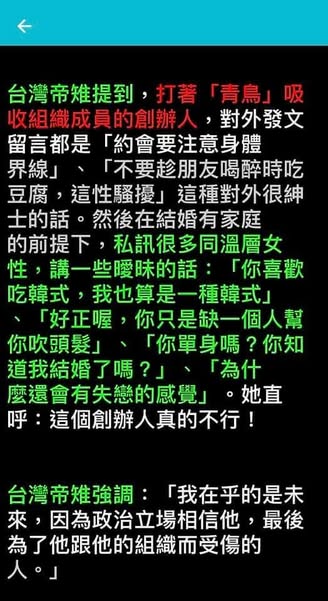 台灣帝雉提到，打著「青鳥」吸
收組織成員的創辦人，對外發文
留言都是「約會要注意身體
界線」、「不要趁朋友喝醉時吃
豆腐，這性騷擾」這種對外很紳
士的話。然後在結婚有家庭
的前提下，私訊很多同溫層女
性，講一些曖昧的話：「你喜歡
吃韓式，我也算是一種韓式」
、「好正喔，你只是缺一個人幫
你吹頭髮」、「你單身嗎？你知
道我結婚了嗎？」、「為什
麼還會有失戀的感覺」。她直
呼：這個創辦人真的不行！
台灣帝雉強調：「我在乎的是未
來，因為政治立場相信他，最後
為了他跟他的組織而受傷的
人。」